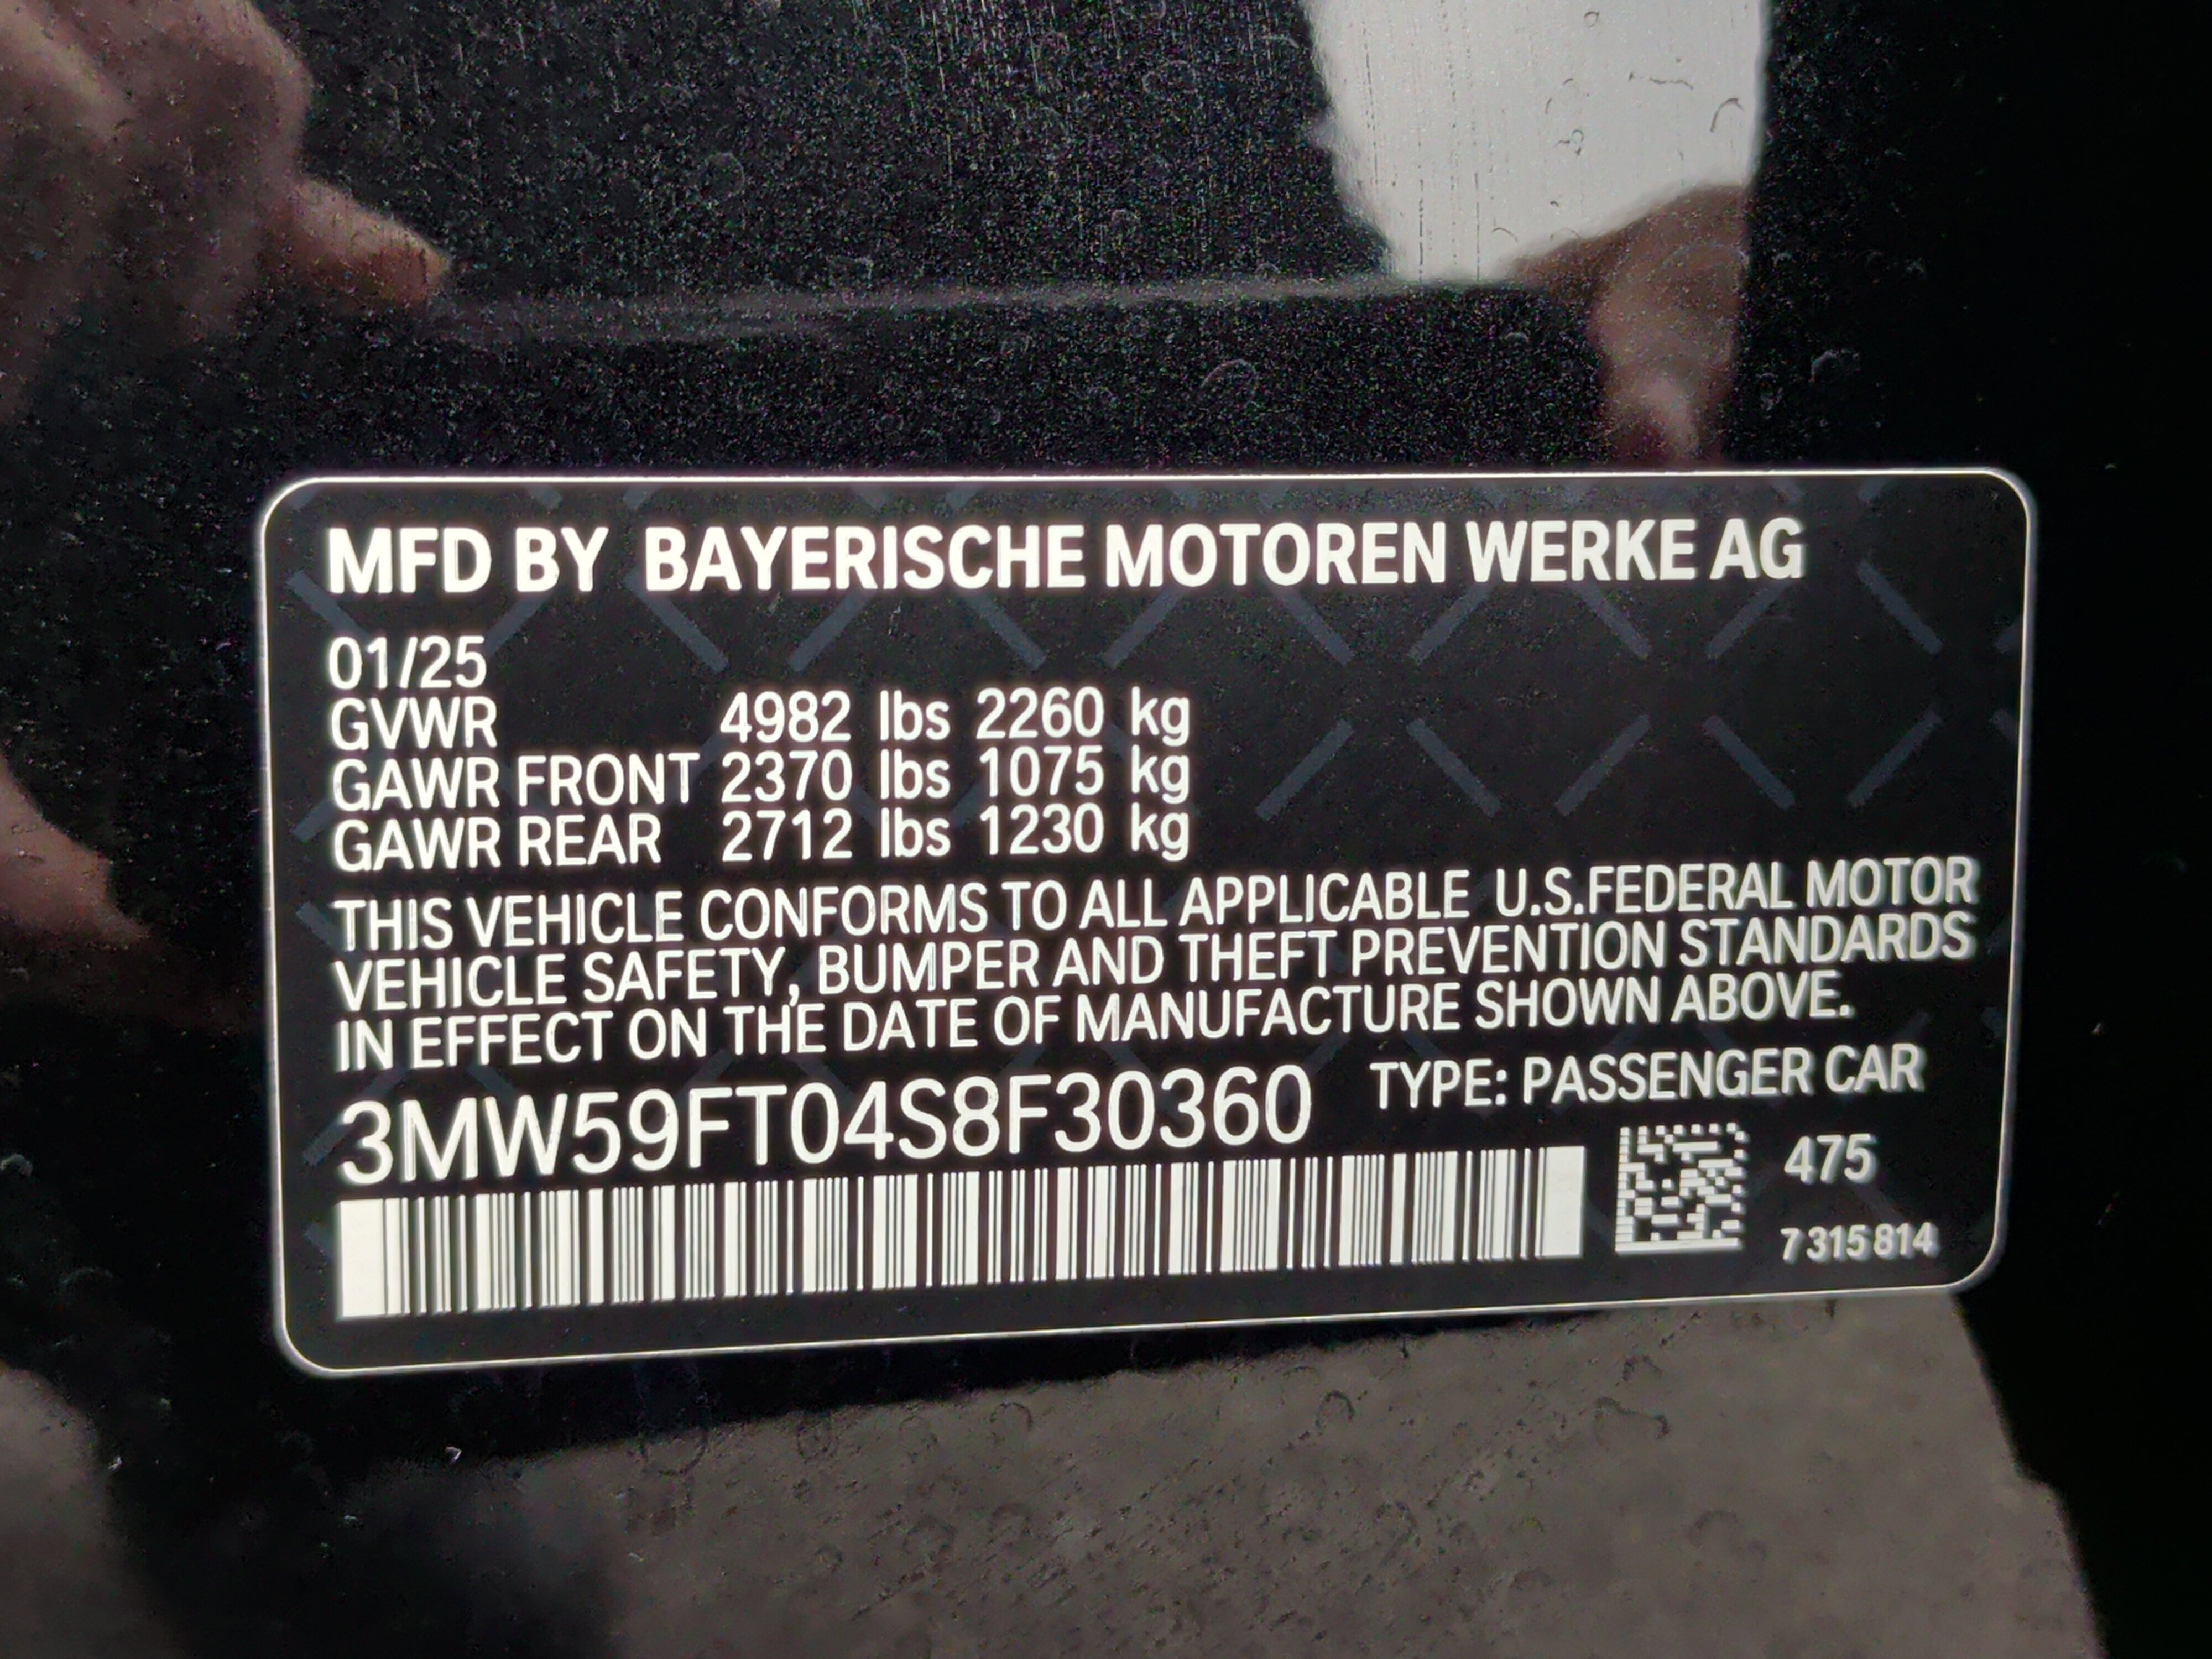 MFD BY BAYERISCHE MOTOREN WERKE AG
01/25
GVWR 4982 lbs 2260 kg
GAWR FRONT 2370 lbs 1075 kg
GAWR REAR 2712 lbs 1230 kg
THIS VEHICLE CONFORMS TO ALL APPLICABLE U.S.FEDERAL MOTOR
VEHICLE SAFETY, BUMPER AND THEFT PREVENTION STANDARDS
IN EFFECT ON THE DATE OF MANUFACTURE SHOWN ABOVE.
3MW59FT04S8F30360 TYPE: PASSENGER CAR
475
7 315 814